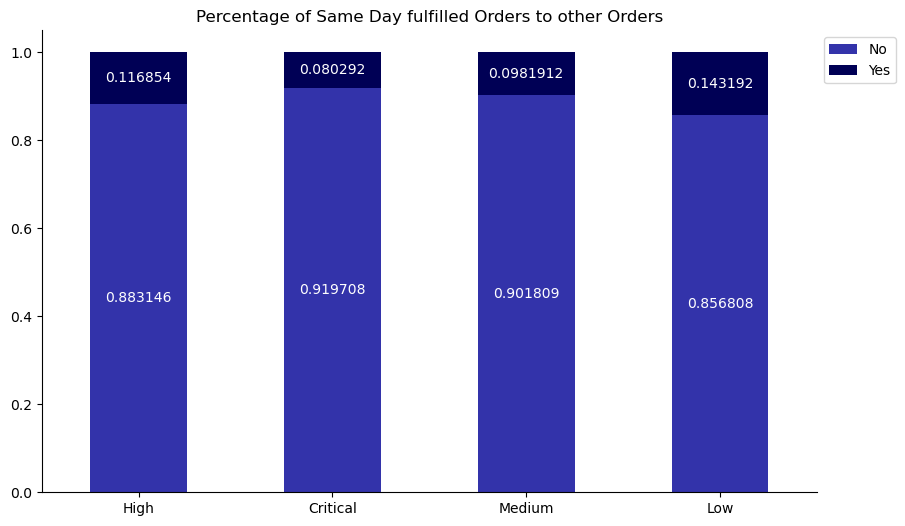 Percentage of Same Day fulfilled Orders to other Orders
No
Yes
1.0
0.8
0.6
0.4
0.2
0.0
0.116854
0.080292
0.0981912
0.143192
0.883146
0.919708
0.901809
0.856808
High
Critical
Medium
Low